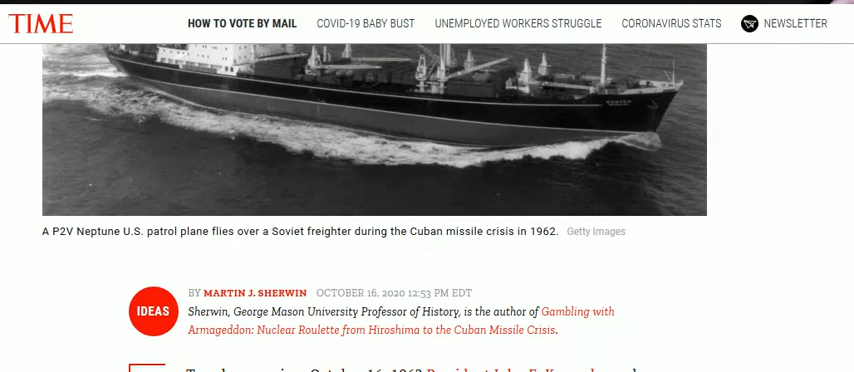 TIME HOW TO VOTE BY MAIL COVID-19 BABY BUST UNEMPLOYED WORKERS STRUGGLE CORONAVIRUS STATS NEWSLETTER
A P2V Neptune U.S. patrol plane flies over a Soviet freighter during the Cuban missile crisis in 1962. Getty Images
BY MARTIN J. SHERWIN OCTOBER 16, 2020 12:53 PM EDT
IDEAS
Sherwin, George Mason University Professor of History, is the author of Gambling with
Armageddon: Nuclear Roulette from Hiroshima to the Cuban Missile Crisis.